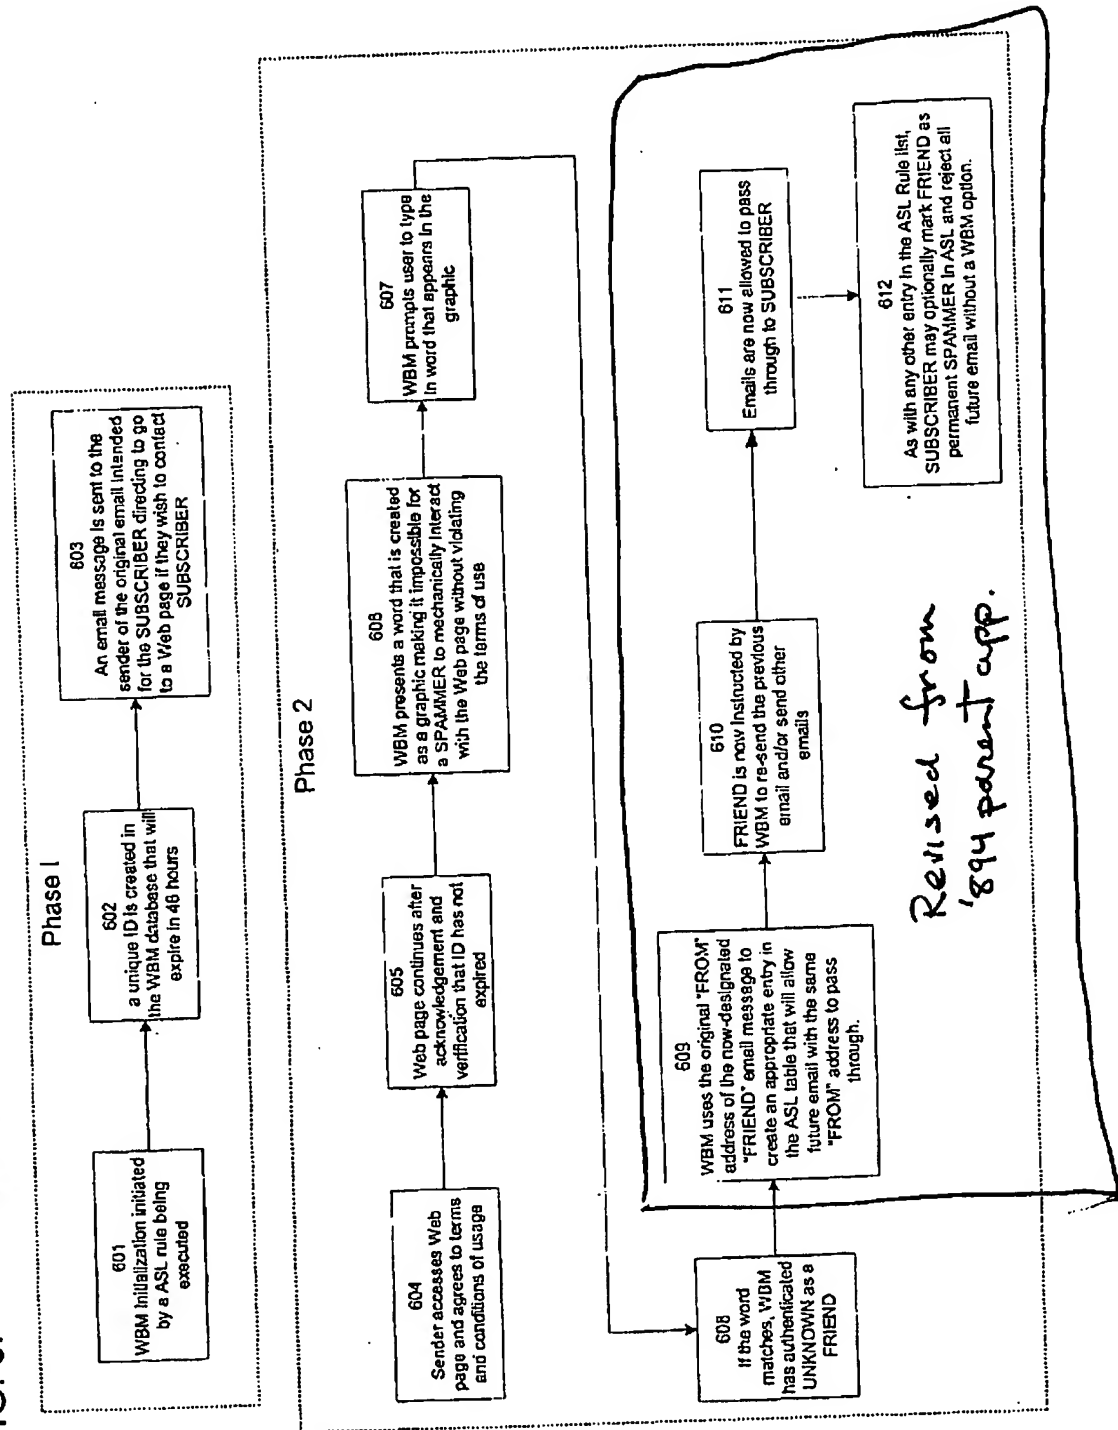 Phase I
601
WBM Initialization initiated
by a ASL rule being
executed
602
a unique ID is created in
the WBM database that will
expire in 48 hours
603
An email message is sent to the
sender of the original email intended
for the SUBSCRIBER directing to go
to a Web page if they wish to contact
SUBSCRIBER
Phase 2
604
Sender accesses Web
page and agrees to terms
and conditions of usage
605
Web page continues after
acknowledgement and
verification that ID has not
expired
606
WBM presents a word that is created
as a graphic making it impossible for
a SPAMMER to mechanically interact
with the Web page without violating
the terms of use
607
WBM prompts user to type
in word that appears in the
graphic
608
If the word
matches, WBM
has authenticated
UNKNOWN as a
FRIEND
609
WBM uses the original "FROM"
address of the now-designated
"FRIEND" email message to
create an appropriate entry in
the ASL table that will allow
future email with the same
"FROM" address to pass
through.
610
FRIEND is now instructed by
WBM to re-send the previous
email and/or send other
emails
611
Emails are now allowed to pass
through to SUBSCRIBER
612
As with any other entry in the ASL Rule list,
SUBSCRIBER may optionally mark FRIEND as
permanent SPAMMER in ASL and reject all
future email without a WBM option.
Revised from
'894 parent app.